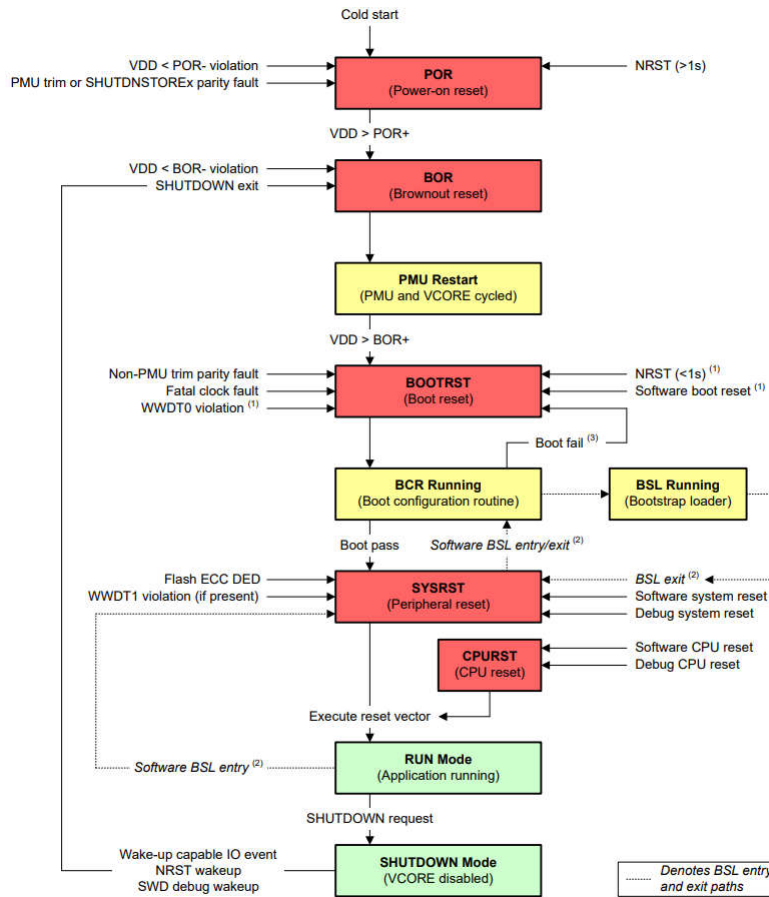 Cold start
VDD < POR- violation
PMU trim or SHUTDNSTOREx parity fault
POR
(Power-on reset)
NRST (>1s)
VDD > POR+
VDD < BOR- violation
SHUTDOWN exit
BOR
(Brownout reset)
PMU Restart
(PMU and VCORE cycled)
VDD > BOR+
Non-PMU trim parity fault
Fatal clock fault
WWDT0 violation (1)
BOOTRST
(Boot reset)
NRST (<1s) (1)
Software boot reset (1)
Boot fail (3)
BCR Running
(Boot configuration routine)
BSL Running
(Bootstrap loader)
Boot pass
Software BSL entry/exit (2)
Flash ECC DED
WWDT1 violation (if present)
SYSRST
(Peripheral reset)
BSL exit (2)
Software system reset
Debug system reset
CPURST
(CPU reset)
Software CPU reset
Debug CPU reset
Execute reset vector
Software BSL entry (2)
RUN Mode
(Application running)
SHUTDOWN request
Wake-up capable IO event
NRST wakeup
SWD debug wakeup
SHUTDOWN Mode
(VCORE disabled)
Denotes BSL entry
and exit paths